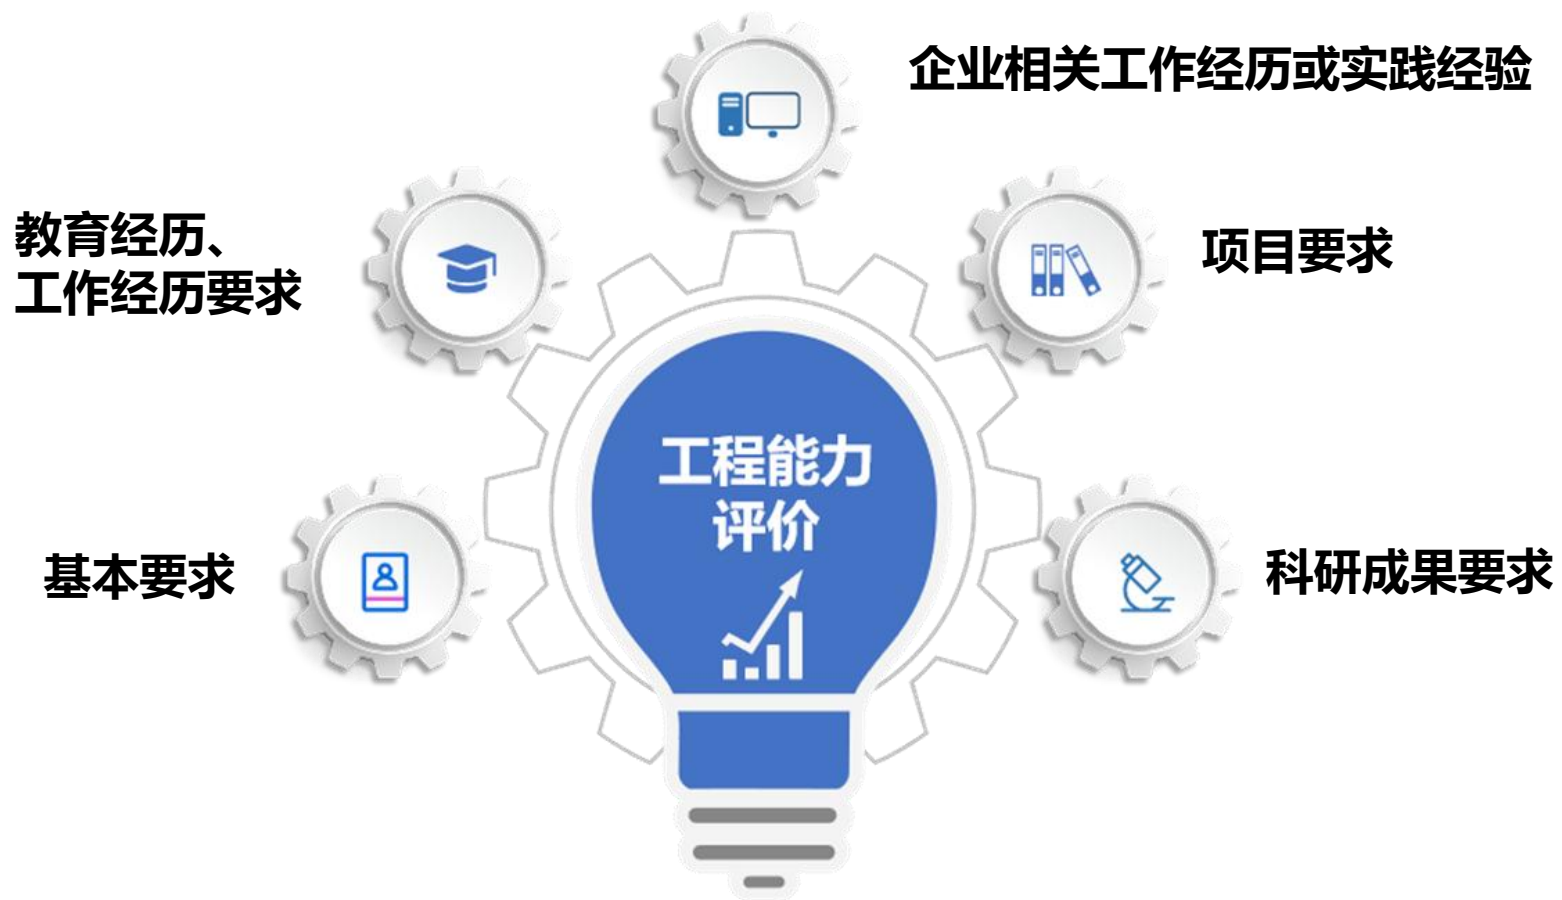 企业相关工作经历或实践经验
教育经历、
工作经历要求
项目要求
工程能力
评价
基本要求
科研成果要求